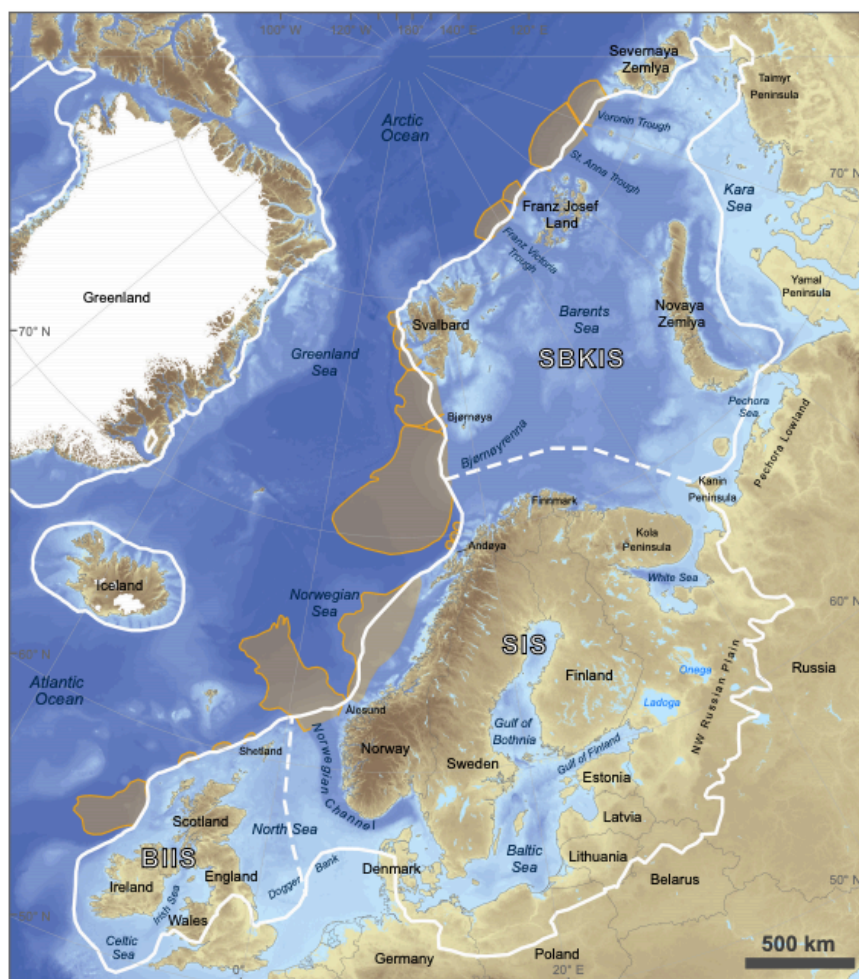 100° W
120° W
160°
Severnaya
Zemlya
Taimyr
Peninsula
Arctic
Ocean
Voronin Trough
St. Anna Trough
70° N
Kara
Sea
Franz Josef
Land
Franz Victoria
Trough
Yamal
Peninsula
Greenland
Barents
Sea
Novaya
Zemlya
Svalbard
70° N
Greenland
Sea
SBKIS
Bjørnøya
Pechora
Sea
Bjørnøyrenna
Pechora Lowland
Kanin
Peninsula
Finnmark
Kola
Peninsula
Andøya
White Sea
Iceland
Norwegian
Sea
60° N
SIS
Russia
Finland
Onega
Ladoga
NW Russian Plain
Atlantic
Ocean
Ålesund
Gulf of
Bothnia
Shetland
Norwegian Channel
Norway
Sweden
Gulf of Finland
Estonia
Scotland
North Sea
Latvia
BIIS
Baltic
Sea
Lithuania
Denmark
Dogger Bank
Ireland
Irish Sea
England
Belarus
Wales
50° N
Celtic
Sea
0°
Germany
Poland
20° E
500 km